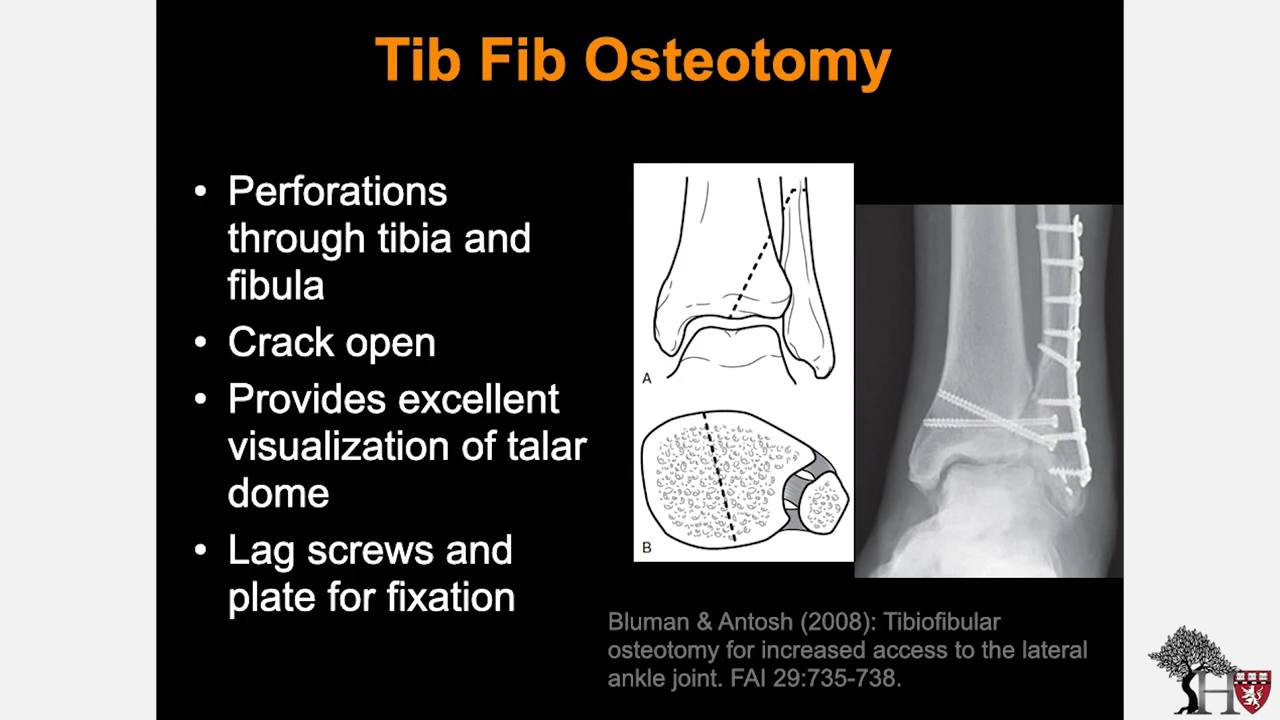 Tib Fib Osteotomy
• Perforations
through tibia and
fibula
• Crack open
• Provides excellent
visualization of talar
dome
• Lag screws and
plate for fixation
A
B
Bluman & Antosh (2008): Tibiofibular
osteotomy for increased access to the lateral
ankle joint. FAI 29:735-738.
H